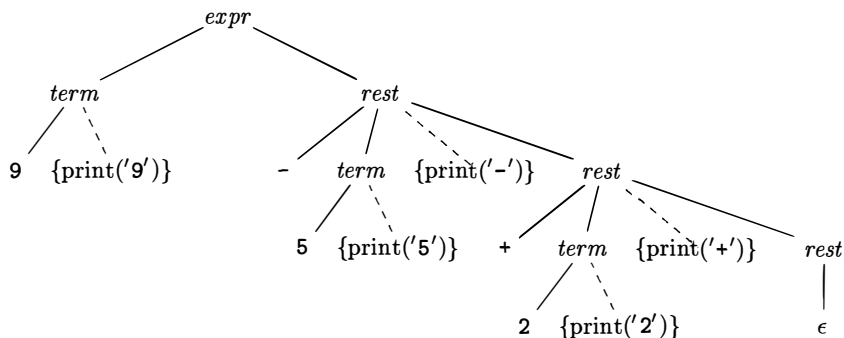 expr
term rest
9 {print('9')} - term {print('-')} rest
5 {print('5')} + term {print('+')} rest
2 {print('2')} ϵ